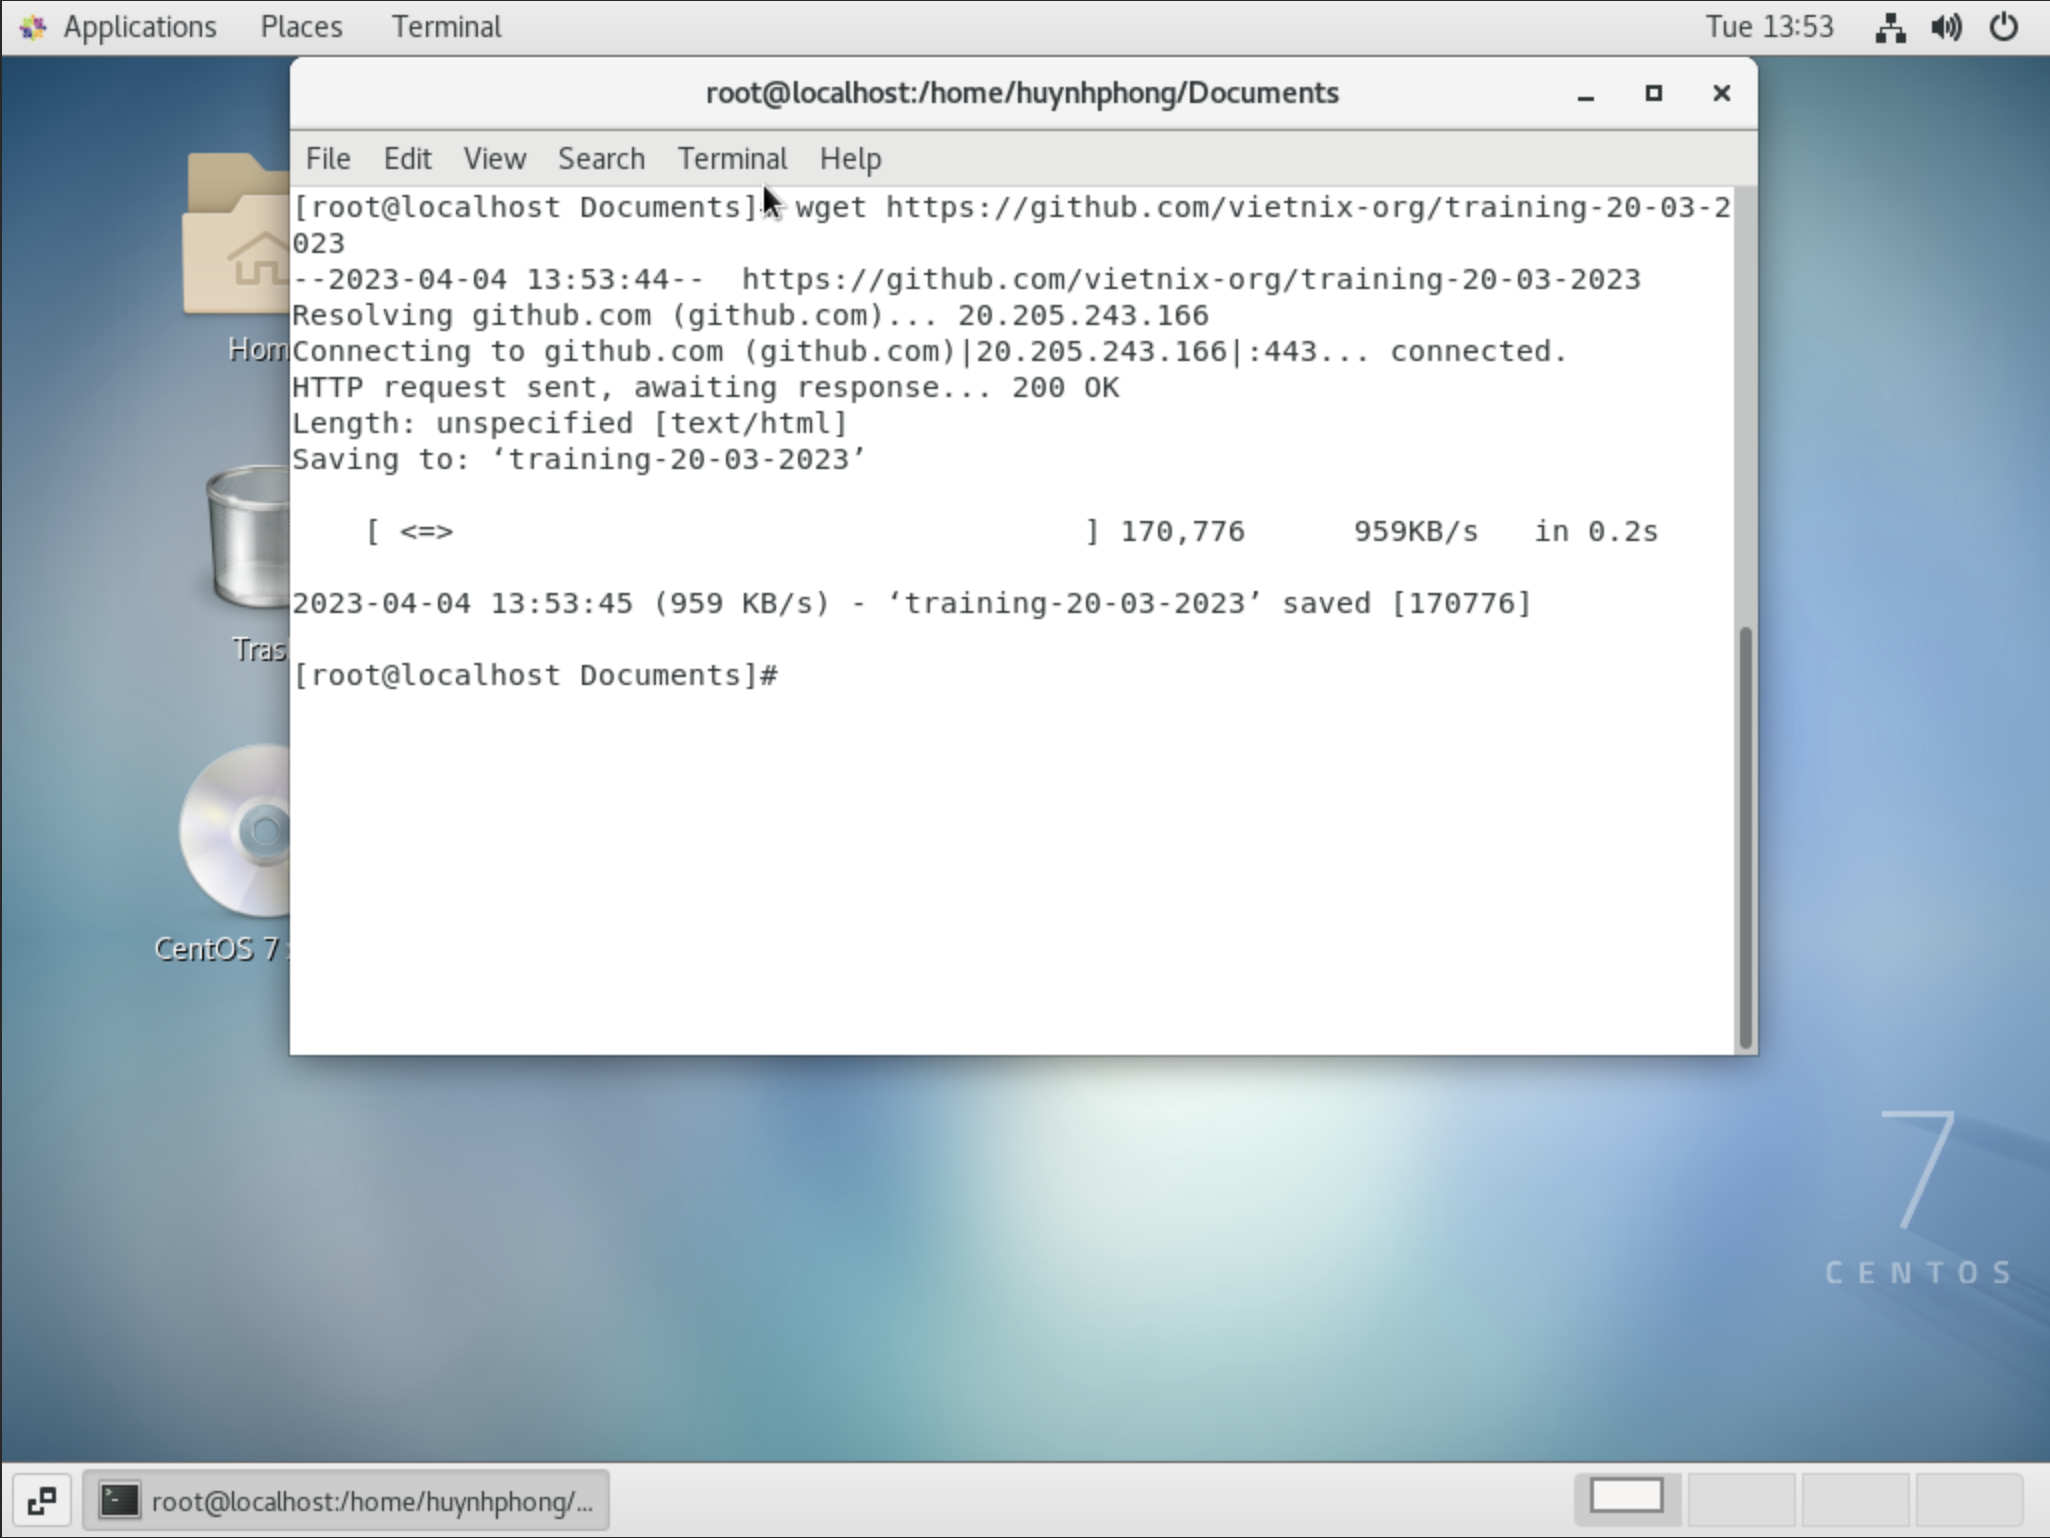 Applications Places Terminal Tue 13:53
root@localhost:/home/huynhphong/Documents
File Edit View Search Terminal Help
[root@localhost Documents]# wget https://github.com/vietnix-org/training-20-03-2
023
--2023-04-04 13:53:44--  https://github.com/vietnix-org/training-20-03-2023
Resolving github.com (github.com)... 20.205.243.166
Connecting to github.com (github.com)|20.205.243.166|:443... connected.
HTTP request sent, awaiting response... 200 OK
Length: unspecified [text/html]
Saving to: ‘training-20-03-2023’
[ <=> ] 170,776 959KB/s in 0.2s
2023-04-04 13:53:45 (959 KB/s) - ‘training-20-03-2023’ saved [170776]
[root@localhost Documents]#
CentOS 7
7
CENTOS
root@localhost:/home/huynhphong/...